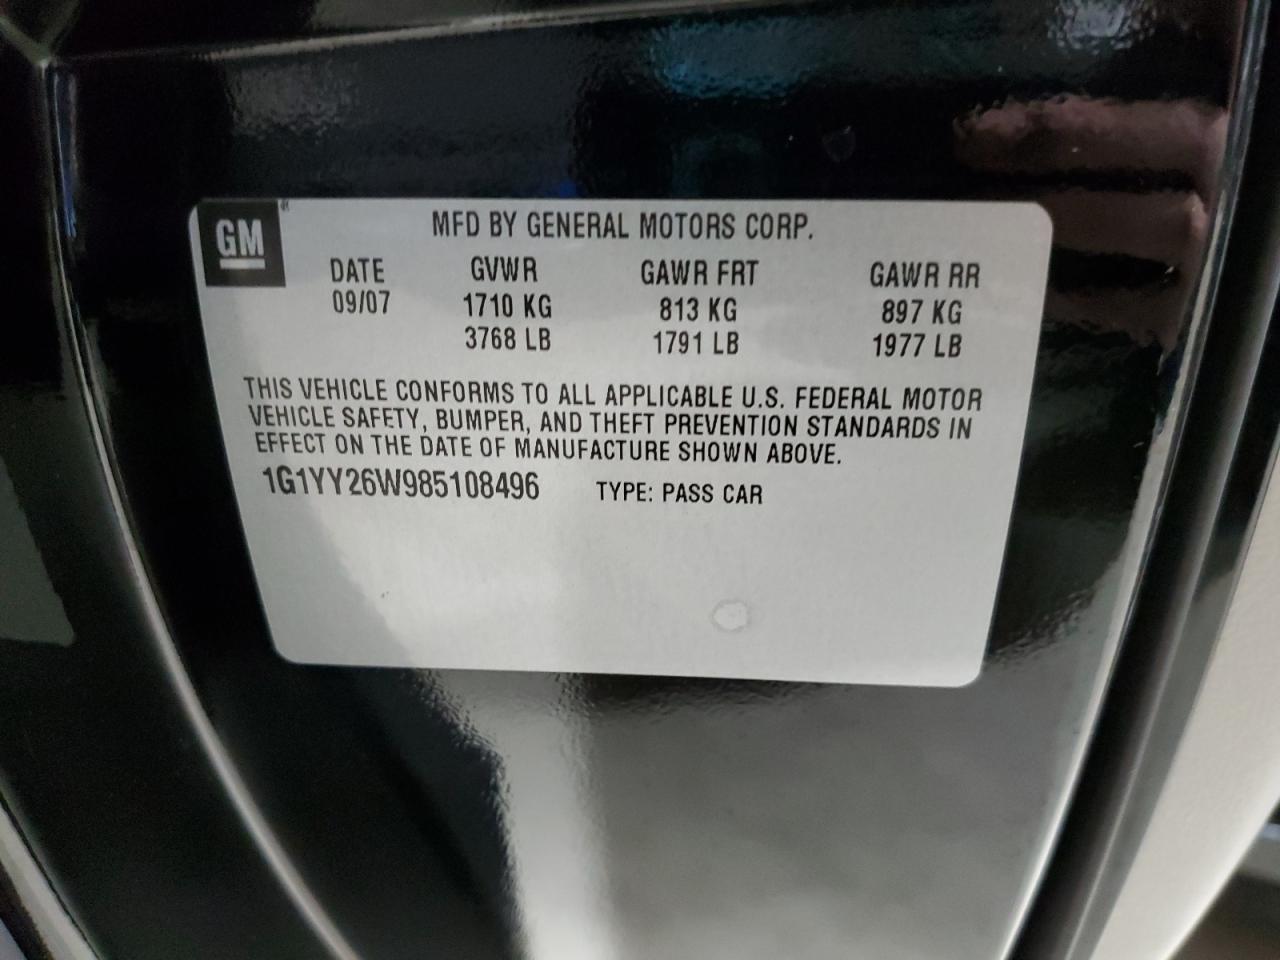 GM
MFD BY GENERAL MOTORS CORP.
DATE GVWR GAWR FRT GAWR RR
09/07 1710 KG 813 KG 897 KG
3768 LB 1791 LB 1977 LB
THIS VEHICLE CONFORMS TO ALL APPLICABLE U.S. FEDERAL MOTOR
VEHICLE SAFETY, BUMPER, AND THEFT PREVENTION STANDARDS IN
EFFECT ON THE DATE OF MANUFACTURE SHOWN ABOVE.
1G1YY26W985108496 TYPE: PASS CAR